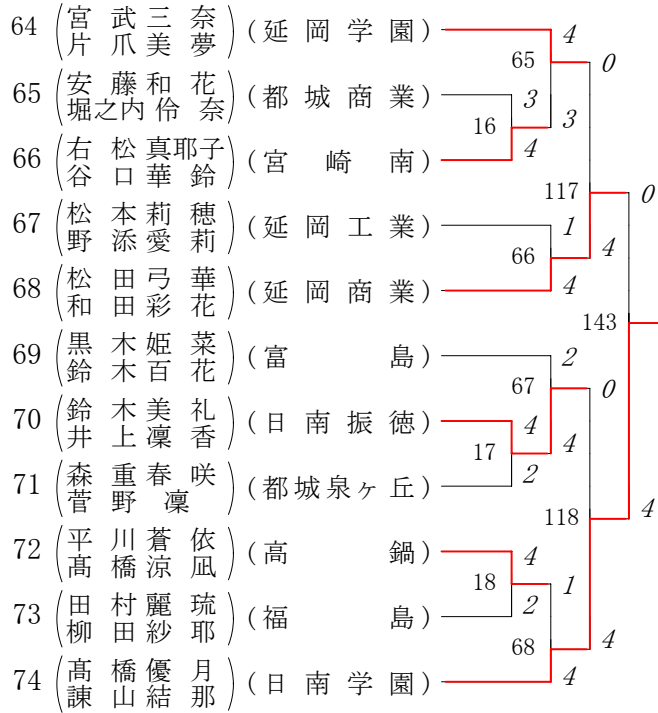 64 (宮武三奈 片爪美夢) (延岡学園) 4
65 0
65 (安藤和花 堀之内伶奈) (都城商業) 3
16 3
66 (右松真耶子 谷口華鈴) (宮崎南) 4
117 0
67 (松本莉穂 野添愛莉) (延岡工業) 1
66 4
68 (松田弓華 和田彩花) (延岡商業) 4
143
69 (黒木姫菜 鈴木百花) (富島) 2
67 0
70 (鈴木美礼 井上凜香) (日南振徳) 4
17 4
71 (森重春咲 菅野凜) (都城泉ヶ丘) 2
118 4
72 (平川蒼依 髙橋涼凪) (高鍋) 4
18 1
73 (田村麗琉 柳田紗耶) (福島) 2
68 4
74 (髙橋優月 諫山結那) (日南学園) 4